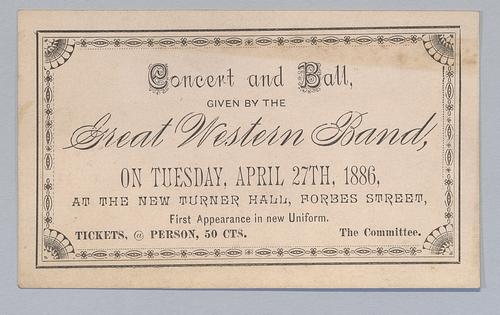 Concert and Ball,
GIVEN BY THE
Great Western Band,
ON TUESDAY, APRIL 27TH, 1886,
AT THE NEW TURNER HALL, FORBES STREET,
First Appearance in new Uniform.
TICKETS, @ PERSON, 50 CTS. The Committee.